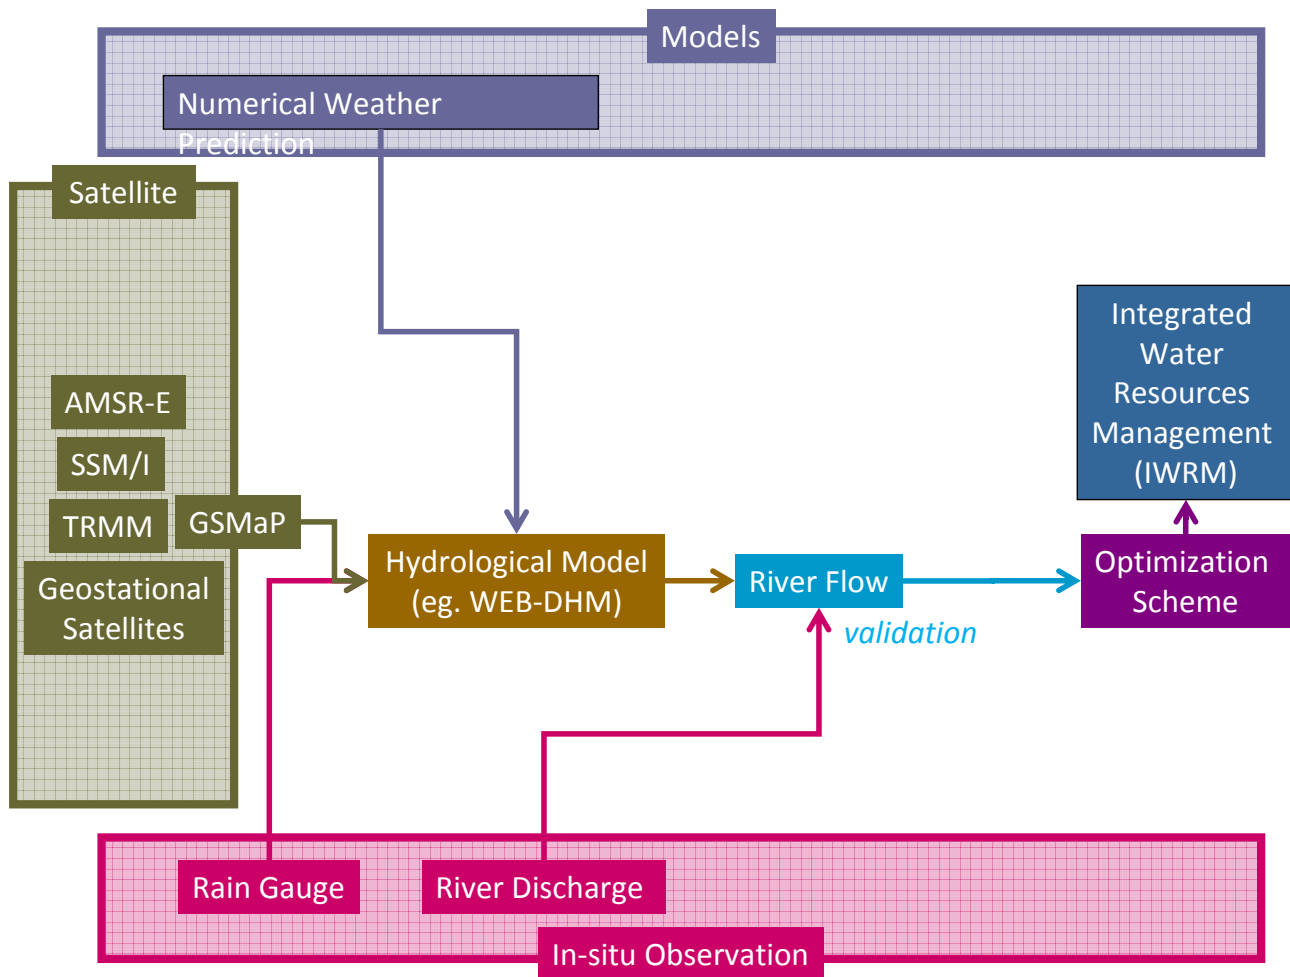 Models
Numerical Weather
Prediction
Satellite
AMSR-E
SSM/I
TRMM
GSMaP
Geostational
Satellites
Hydrological Model
(eg. WEB-DHM)
River Flow
validation
Optimization
Scheme
Integrated
Water
Resources
Management
(IWRM)
Rain Gauge
River Discharge
In-situ Observation